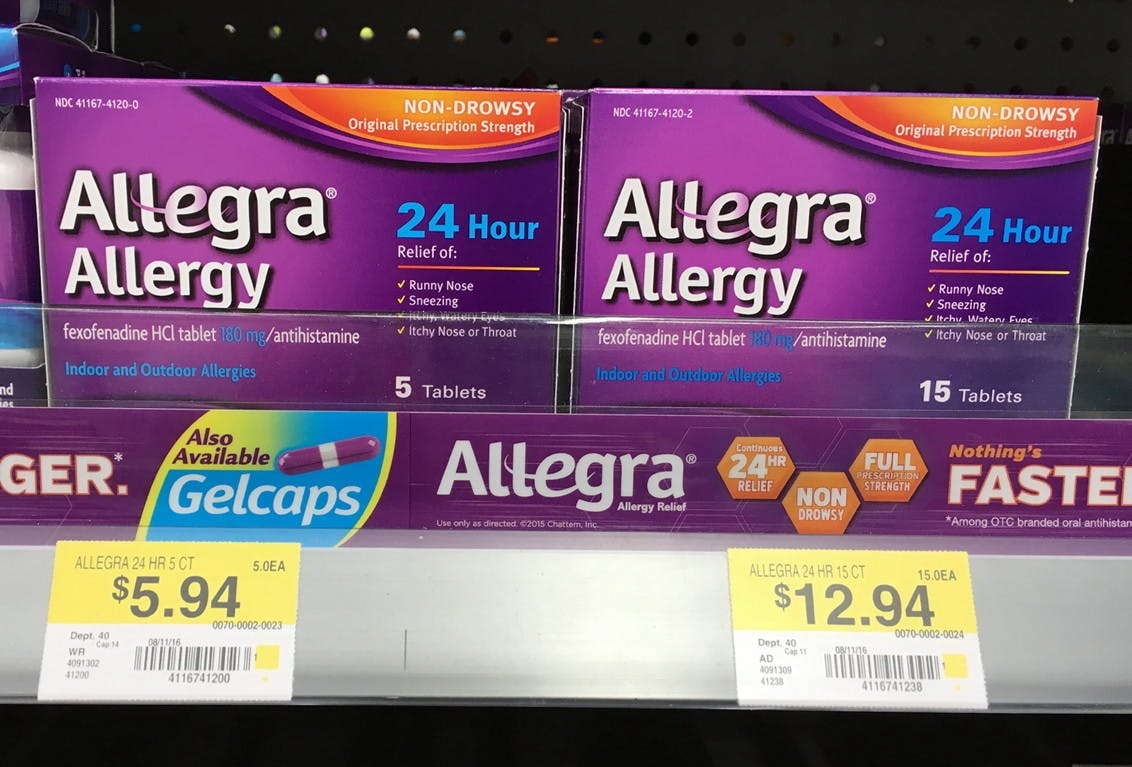 NDC 41167-4120-0
NON-DROWSY
Original Prescription Strength
Allegra®
Allergy
24 Hour
Relief of:
✓ Runny Nose
✓ Sneezing
✓ Itchy, Watery Eyes
✓ Itchy Nose or Throat
fexofenadine HCl tablet 180 mg/antihistamine
Indoor and Outdoor Allergies
5 Tablets
NDC 41167-4120-2
NON-DROWSY
Original Prescription Strength
Allegra®
Allergy
24 Hour
Relief of:
✓ Runny Nose
✓ Sneezing
✓ Itchy, Watery Eyes
✓ Itchy Nose or Throat
fexofenadine HCl tablet 180 mg/antihistamine
Indoor and Outdoor Allergies
15 Tablets
GER.*
Also
Available
Gelcaps
Allegra®
Allergy Relief
Use only as directed. ©2015 Chattem, Inc.
Continuous
24HR
RELIEF
NON
DROWSY
FULL
PRESCRIPTION
STRENGTH
Nothing's
FASTE
*Among OTC branded oral antihistam
ALLEGRA 24 HR 5 CT
5.0EA
$5.94
0070-0002-0023
Dept. 40
Cap 14
08/11/16
WR
4091302
41200
1
4116741200
ALLEGRA 24 HR 15 CT
15.0EA
$12.94
0070-0002-0024
Dept. 40
Cap 11
08/11/16
AD
4091309
41238
1
4116741238